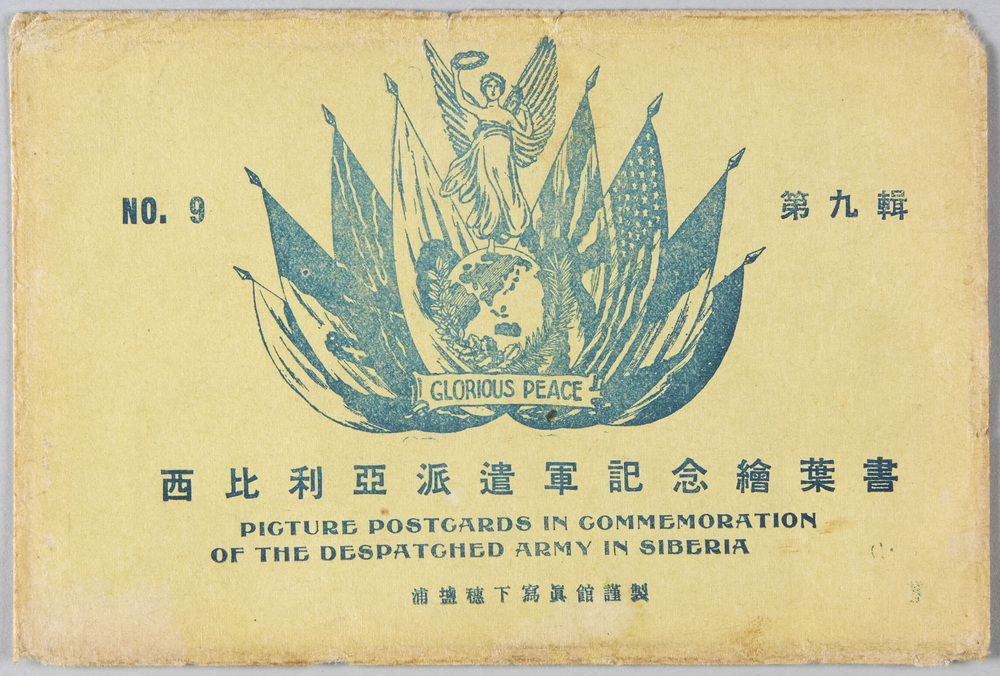 NO. 9
第九輯
GLORIOUS PEACE
西比利亞派遣軍記念繪葉書
PICTURE POSTCARDS IN COMMEMORATION
OF THE DESPATCHED ARMY IN SIBERIA
浦塩穗下寫眞館謹製